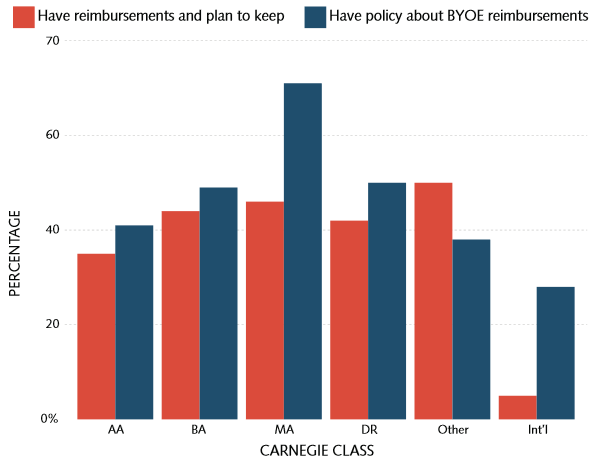 Have reimbursements and plan to keep Have policy about BYOE reimbursements
70
60
40
20
0%
PERCENTAGE
AA BA MA DR Other Int'l
CARNEGIE CLASS